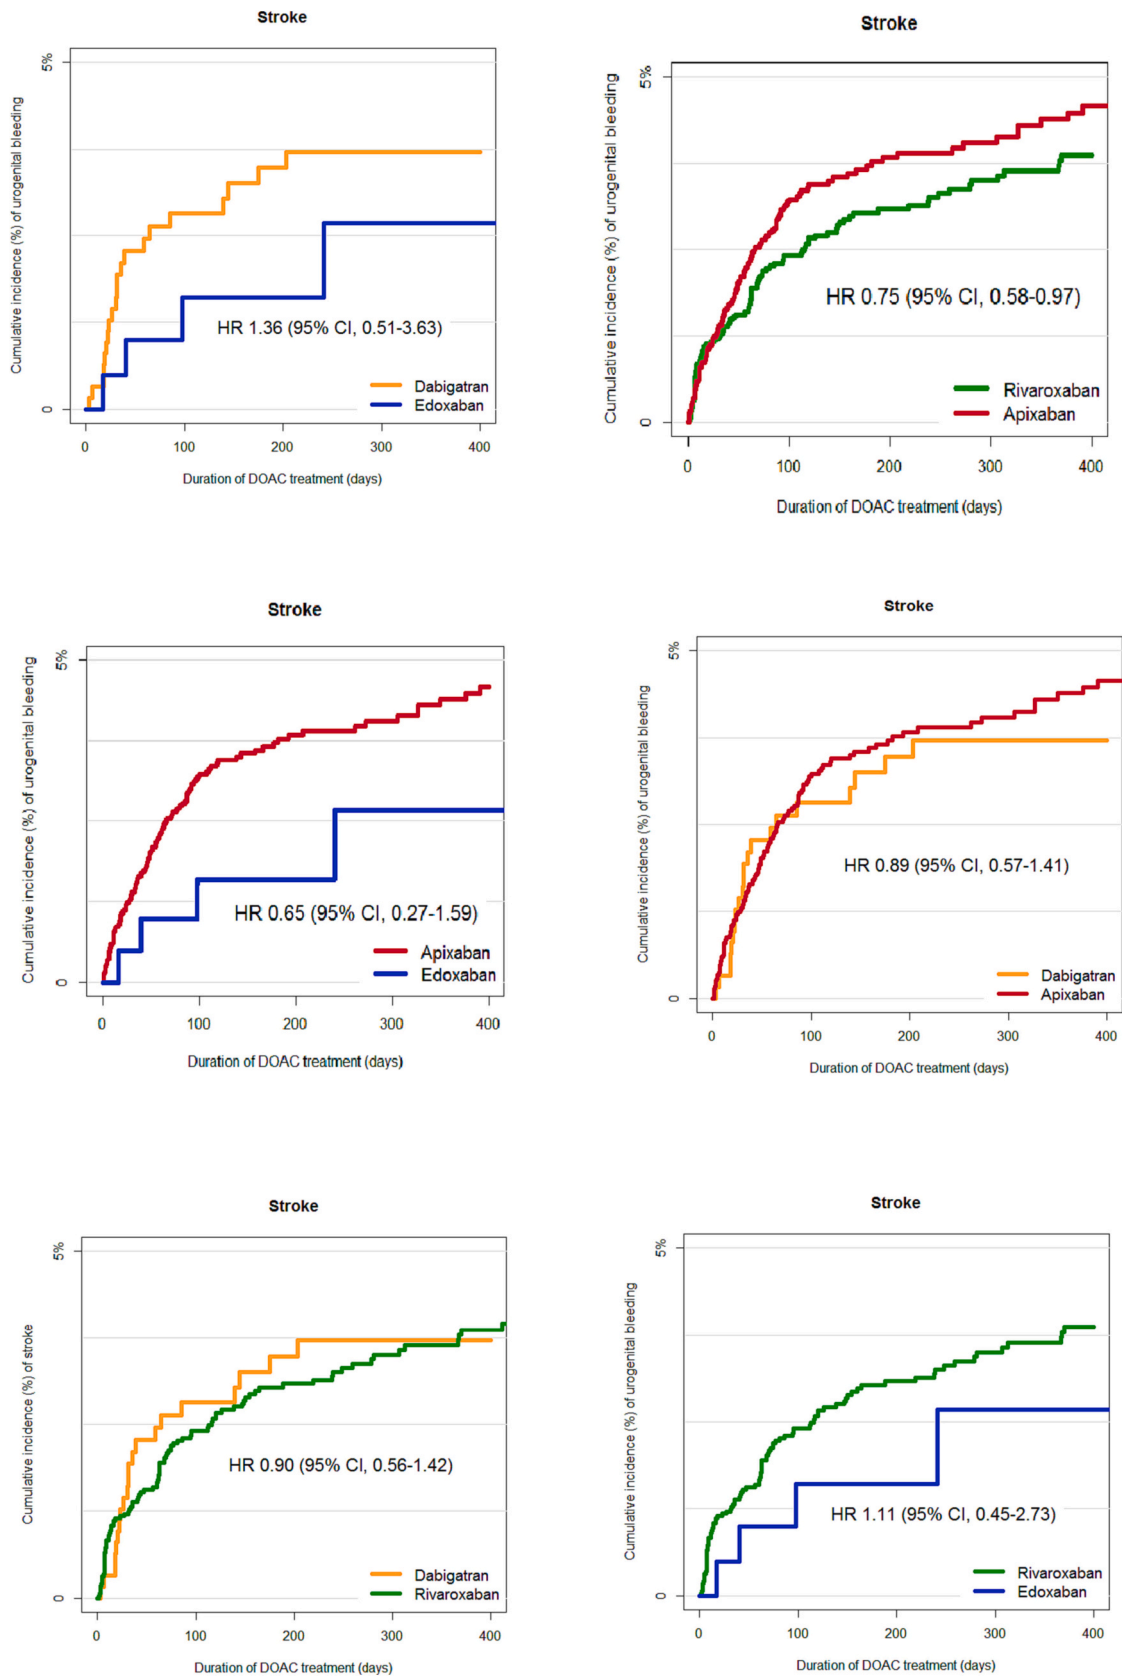 Stroke
Cumulative incidence (%) of urogenital bleeding
5%
0
HR 1.36 (95% CI, 0.51-3.63)
Dabigatran
Edoxaban
0 100 200 300 400
Duration of DOAC treatment (days)
Stroke
Cumulative incidence (%) of urogenital bleeding
5%
0
HR 0.75 (95% CI, 0.58-0.97)
Rivaroxaban
Apixaban
0 100 200 300 400
Duration of DOAC treatment (days)
Stroke
Cumulative incidence (%) of urogenital bleeding
5%
0
HR 0.65 (95% CI, 0.27-1.59)
Apixaban
Edoxaban
0 100 200 300 400
Duration of DOAC treatment (days)
Stroke
Cumulative incidence (%) of urogenital bleeding
5%
0
HR 0.89 (95% CI, 0.57-1.41)
Dabigatran
Apixaban
0 100 200 300 400
Duration of DOAC treatment (days)
Stroke
Cumulative incidence (%) of stroke
5%
0
HR 0.90 (95% CI, 0.56-1.42)
Dabigatran
Rivaroxaban
0 100 200 300 400
Duration of DOAC treatment (days)
Stroke
Cumulative incidence (%) of urogenital bleeding
5%
0
HR 1.11 (95% CI, 0.45-2.73)
Rivaroxaban
Edoxaban
0 100 200 300 400
Duration of DOAC treatment (days)